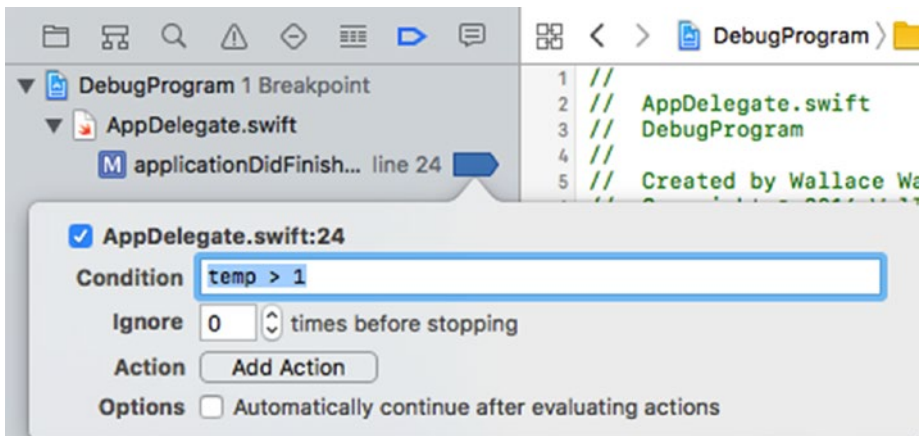 DebugProgram
DebugProgram 1 Breakpoint
AppDelegate.swift
M applicationDidFinish... line 24
1 //
2 // AppDelegate.swift
3 // DebugProgram
4 //
5 // Created by Wallace Wa
AppDelegate.swift:24
Condition temp > 1
Ignore 0 times before stopping
Action Add Action
Options Automatically continue after evaluating actions